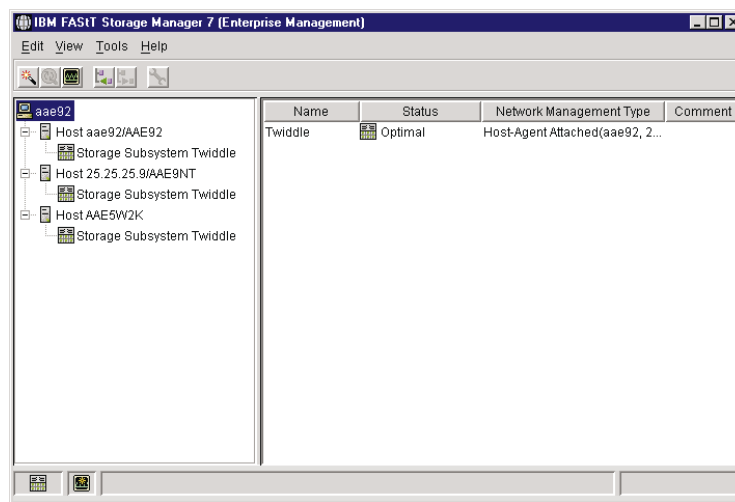 IBM FAStT Storage Manager 7 (Enterprise Management)
Edit View Tools Help
aae92
Host aae92/AAE92
Storage Subsystem Twiddle
Host 25.25.25.9/AAE9NT
Storage Subsystem Twiddle
Host AAE5W2K
Storage Subsystem Twiddle
Name Status Network Management Type Comment
Twiddle Optimal Host-Agent Attached(aae92, 2...